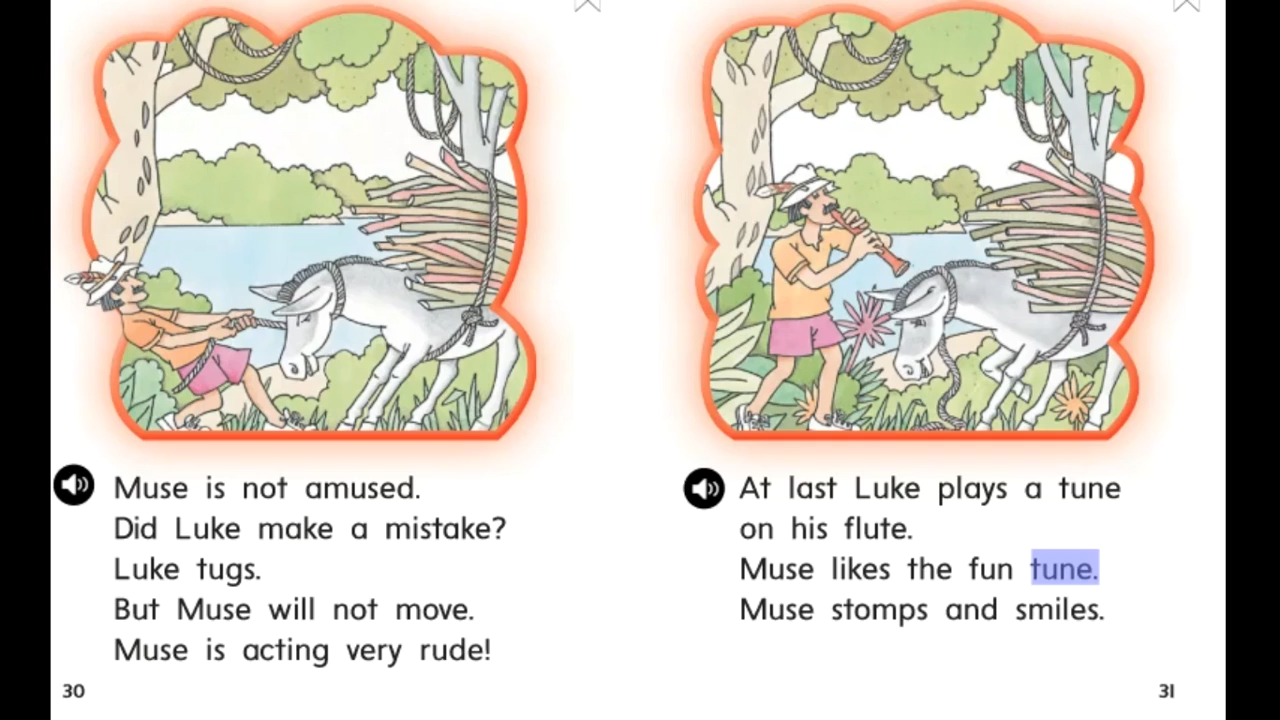 Muse is not amused.
Did Luke make a mistake?
Luke tugs.
But Muse will not move.
Muse is acting very rude!
30
At last Luke plays a tune
on his flute.
Muse likes the fun tune.
Muse stomps and smiles.
31